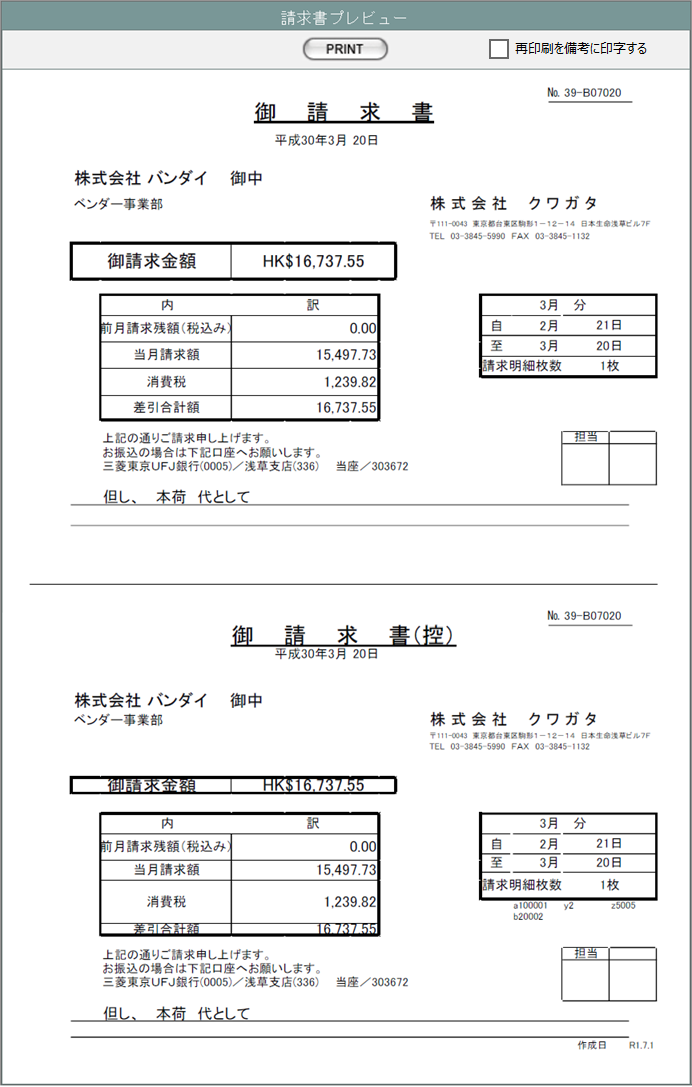 請求書プレビュー
PRINT
再印刷を備考に印字する
No. 39-B07020
御 請 求 書
平成30年3月 20日
株式会社 バンダイ 御中
ベンダー事業部
株式会社 クワガタ
〒111-0043 東京都台東区駒形1-12-14 日本生命浅草ビル7F
TEL 03-3845-5990 FAX 03-3845-1132
御請求金額 HK$16,737.55
内 訳
前月請求残額(税込み) 0.00
当月請求額 15,497.73
消費税 1,239.82
差引合計額 16,737.55
3月 分
自 2月 21日
至 3月 20日
請求明細枚数 1枚
上記の通りご請求申し上げます。
お振込の場合は下記口座へお願いします。
三菱東京UFJ銀行(0005)/浅草支店(336) 当座/303672
担当
但し、 本荷 代として
No. 39-B07020
御 請 求 書(控)
平成30年3月 20日
株式会社 バンダイ 御中
ベンダー事業部
株式会社 クワガタ
〒111-0043 東京都台東区駒形1-12-14 日本生命浅草ビル7F
TEL 03-3845-5990 FAX 03-3845-1132
御請求金額 HK$16,737.55
内 訳
前月請求残額(税込み) 0.00
当月請求額 15,497.73
消費税 1,239.82
差引合計額 16,737.55
3月 分
自 2月 21日
至 3月 20日
請求明細枚数 1枚
a100001 y2 z5005
b20002
上記の通りご請求申し上げます。
お振込の場合は下記口座へお願いします。
三菱東京UFJ銀行(0005)/浅草支店(336) 当座/303672
担当
但し、 本荷 代として
作成日 R1.7.1